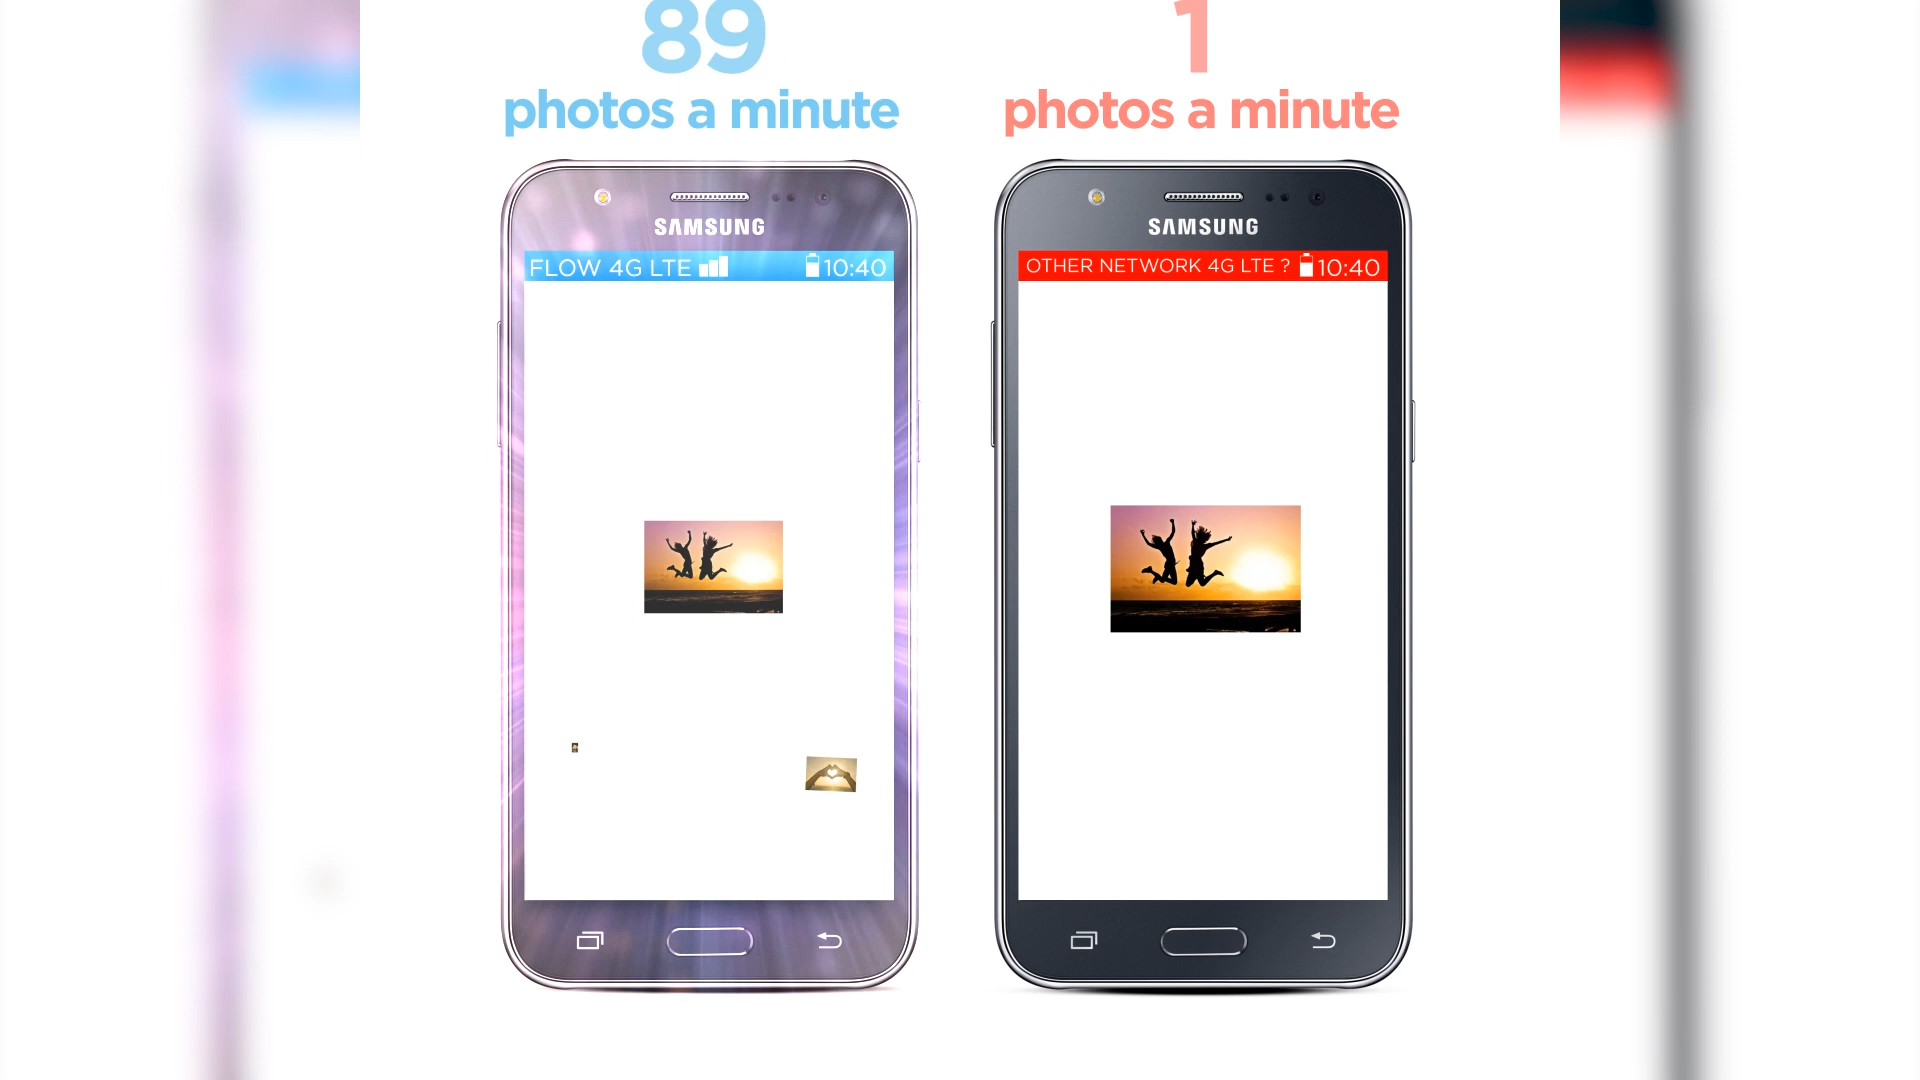 89
photos a minute
1
photos a minute
SAMSUNG
FLOW 4G LTE 10:40
SAMSUNG
OTHER NETWORK 4G LTE ? 10:40